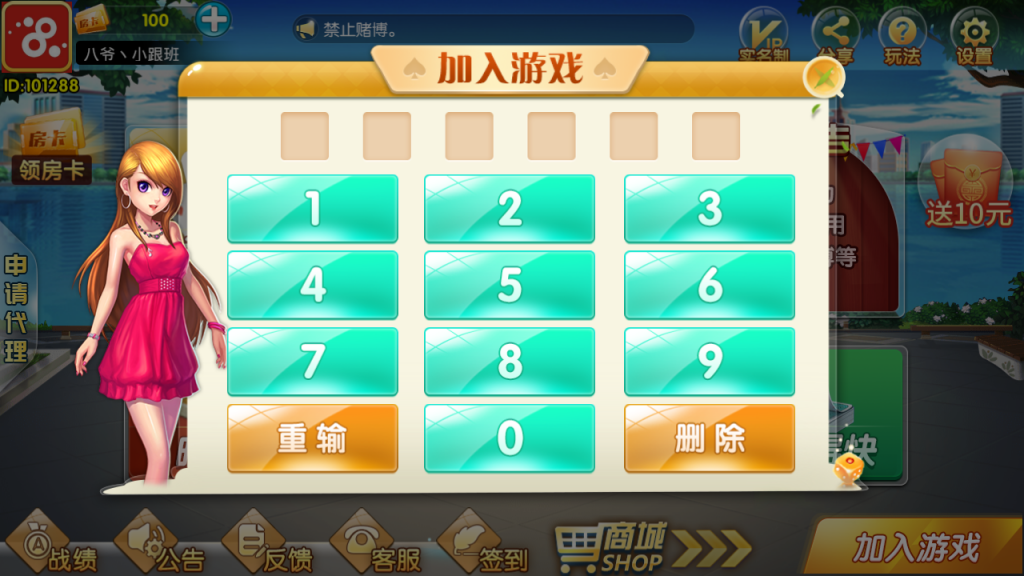 房卡
100
禁止赌博。
八爷丶小跟班
ID:101288
VIP
实名制
分享
?
玩法
设置
加入游戏
房卡
领房卡
送10元
申请代理
1 2 3
4 5 6
7 8 9
重输 0 删除
战绩
公告
反馈
客服
签到
商城
SHOP
加入游戏